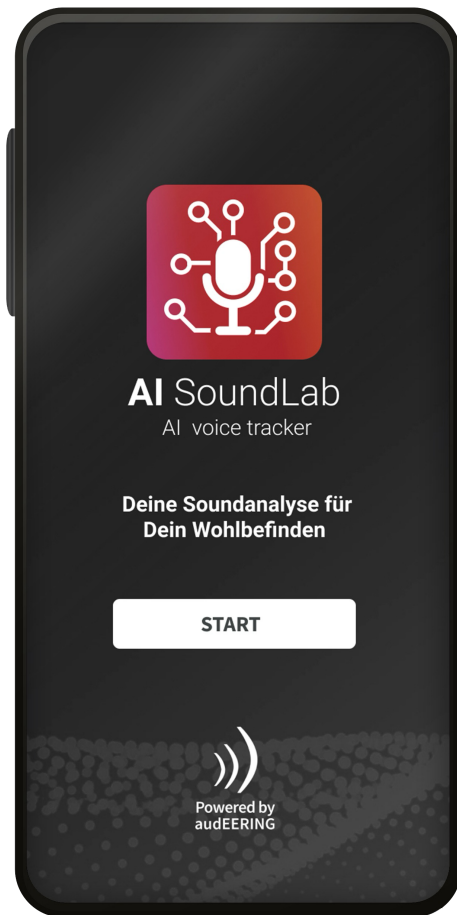 AI SoundLab
AI voice tracker
Deine Soundanalyse für
Dein Wohlbefinden
START
Powered by
audEERING